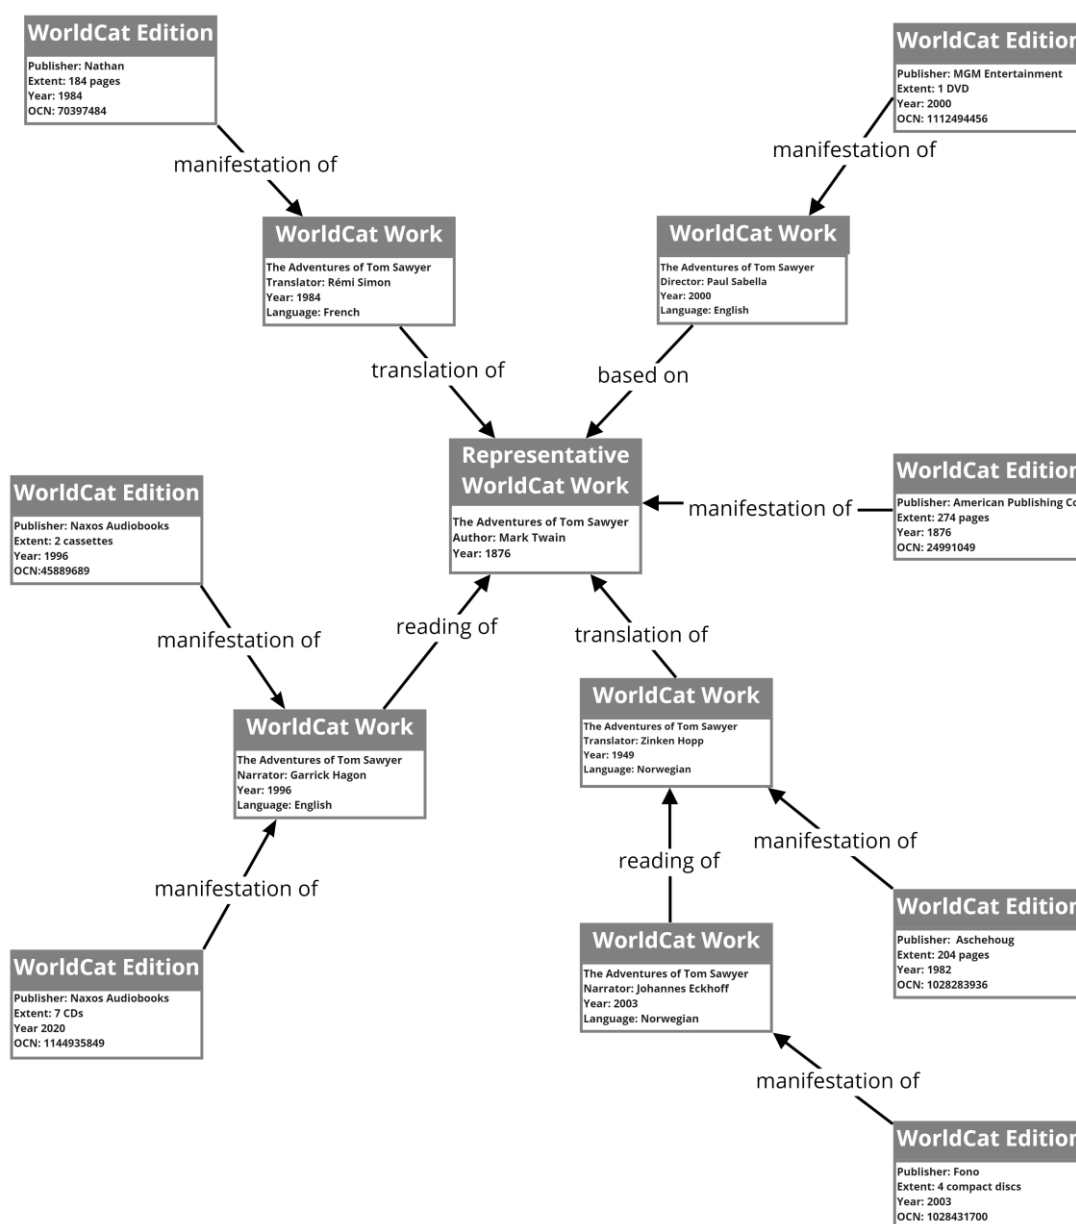 WorldCat Edition
Publisher: Nathan
Extent: 184 pages
Year: 1984
OCN: 70397484
WorldCat Edition
Publisher: MGM Entertainment
Extent: 1 DVD
Year: 2000
OCN: 1112494456
manifestation of
manifestation of
WorldCat Work
The Adventures of Tom Sawyer
Translator: Rémi Simon
Year: 1984
Language: French
WorldCat Work
The Adventures of Tom Sawyer
Director: Paul Sabella
Year: 2000
Language: English
translation of
based on
Representative
WorldCat Work
The Adventures of Tom Sawyer
Author: Mark Twain
Year: 1876
WorldCat Edition
Publisher: American Publishing Co
Extent: 274 pages
Year: 1876
OCN: 24991049
manifestation of
WorldCat Edition
Publisher: Naxos Audiobooks
Extent: 2 cassettes
Year: 1996
OCN:45889689
manifestation of
reading of
translation of
WorldCat Work
The Adventures of Tom Sawyer
Narrator: Garrick Hagon
Year: 1996
Language: English
WorldCat Work
The Adventures of Tom Sawyer
Translator: Zinken Hopp
Year: 1949
Language: Norwegian
manifestation of
reading of
manifestation of
WorldCat Edition
Publisher: Naxos Audiobooks
Extent: 7 CDs
Year 2020
OCN: 1144935849
WorldCat Work
The Adventures of Tom Sawyer
Narrator: Johannes Eckhoff
Year: 2003
Language: Norwegian
WorldCat Edition
Publisher: Aschehoug
Extent: 204 pages
Year: 1982
OCN: 1028283936
manifestation of
WorldCat Edition
Publisher: Fono
Extent: 4 compact discs
Year: 2003
OCN: 1028431700